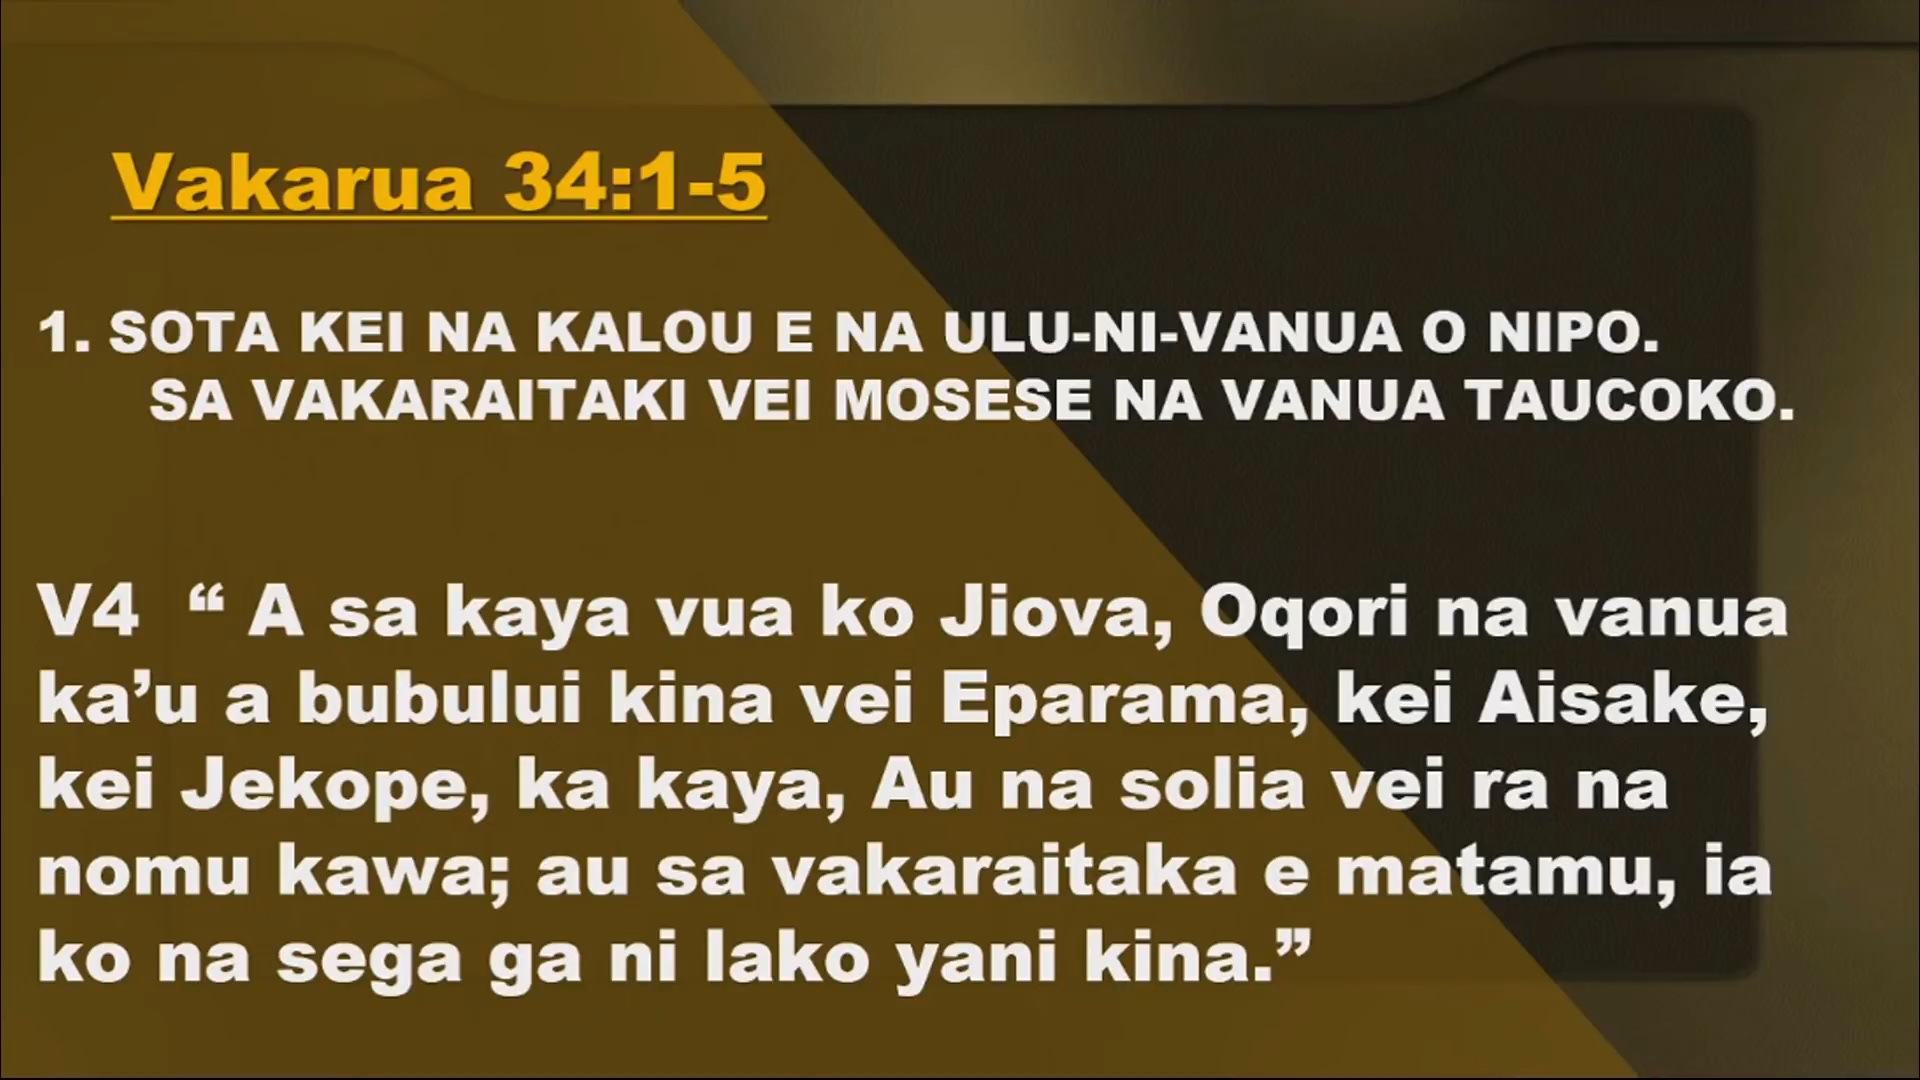 Vakarua 34:1-5
1. SOTA KEI NA KALOU E NA ULU-NI-VANUA O NIPO.
SA VAKARAITAKI VEI MOSESE NA VANUA TAUCOKO.
V4 “ A sa kaya vua ko Jiova, Oqori na vanua
ka’u a bubului kina vei Eparama, kei Aisake,
kei Jekope, ka kaya, Au na solia vei ra na
nomu kawa; au sa vakaraitaka e matamu, ia
ko na sega ga ni lako yani kina.”